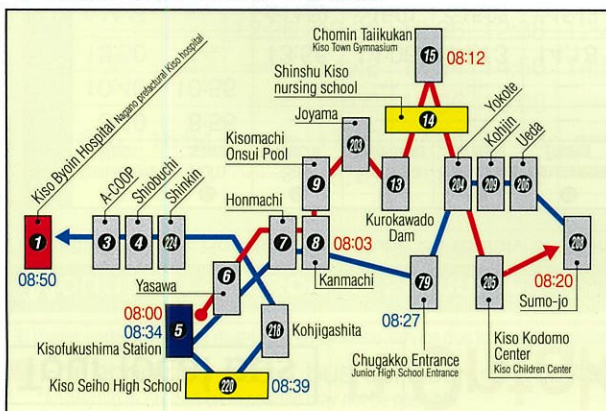 Kiso Byoin Hospital Nagano prefectural Kiso hospital
A-COOP
Shiobuchi
Shinkin
1
3
4
224
08:50
Chomin Taiikukan
Kiso Town Gymnasium
15
08:12
Shinshu Kiso
nursing school
14
Joyama
203
Kisomachi
Onsui Pool
9
13
Kurokawado
Dam
Yokote
Kohjin
Ueda
204
209
206
Honmachi
7
8
08:03
Kanmachi
6
Yasawa
08:00
08:34
5
Kisofukushima Station
218
Kohjigashita
Kiso Seiho High School
220
08:39
79
08:27
Chugakko Entrance
Junior High School Entrance
205
Kiso Kodomo
Center
Kiso Children Center
208
08:20
Sumo-jo